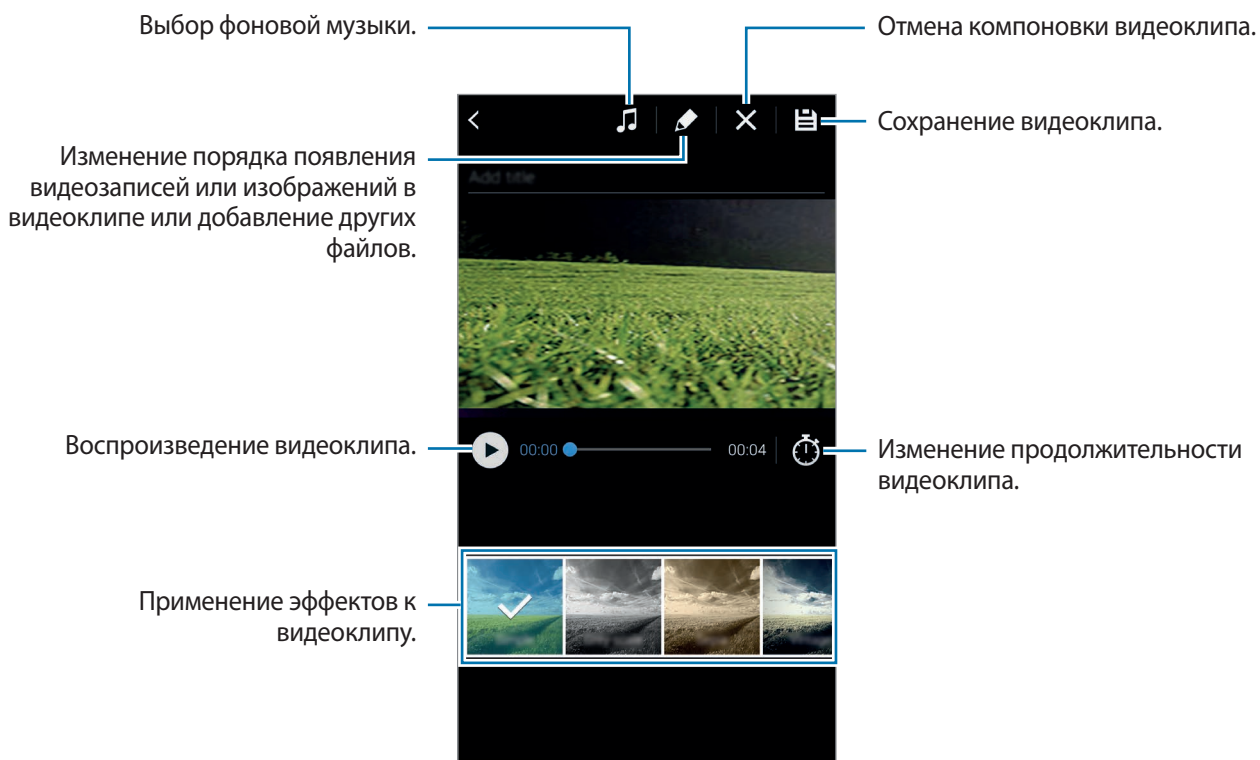 Выбор фоновой музыки.
Отмена компоновки видеоклипа.
Сохранение видеоклипа.
Изменение порядка появления
видеозаписей или изображений в
видеоклипе или добавление других
файлов.
Add title
Воспроизведение видеоклипа.
00:00
00:04
Изменение продолжительности
видеоклипа.
Применение эффектов к
видеоклипу.